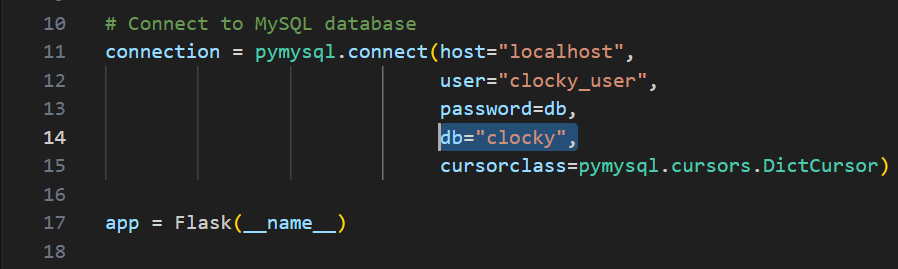 10 # Connect to MySQL database
11 connection = pymysql.connect(host="localhost",
12 user="clocky_user",
13 password=db,
14 db="clocky",
15 cursorclass=pymysql.cursors.DictCursor)
16
17 app = Flask(__name__)
18